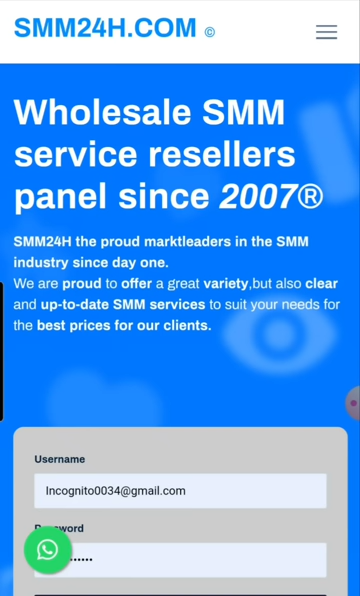 SMM24H.COM ©
Wholesale SMM
service resellers
panel since 2007®
SMM24H the proud marktleaders in the SMM
industry since day one.
We are proud to offer a great variety,but also clear
and up-to-date SMM services to suit your needs for
the best prices for our clients.
Username
Incognito0034@gmail.com